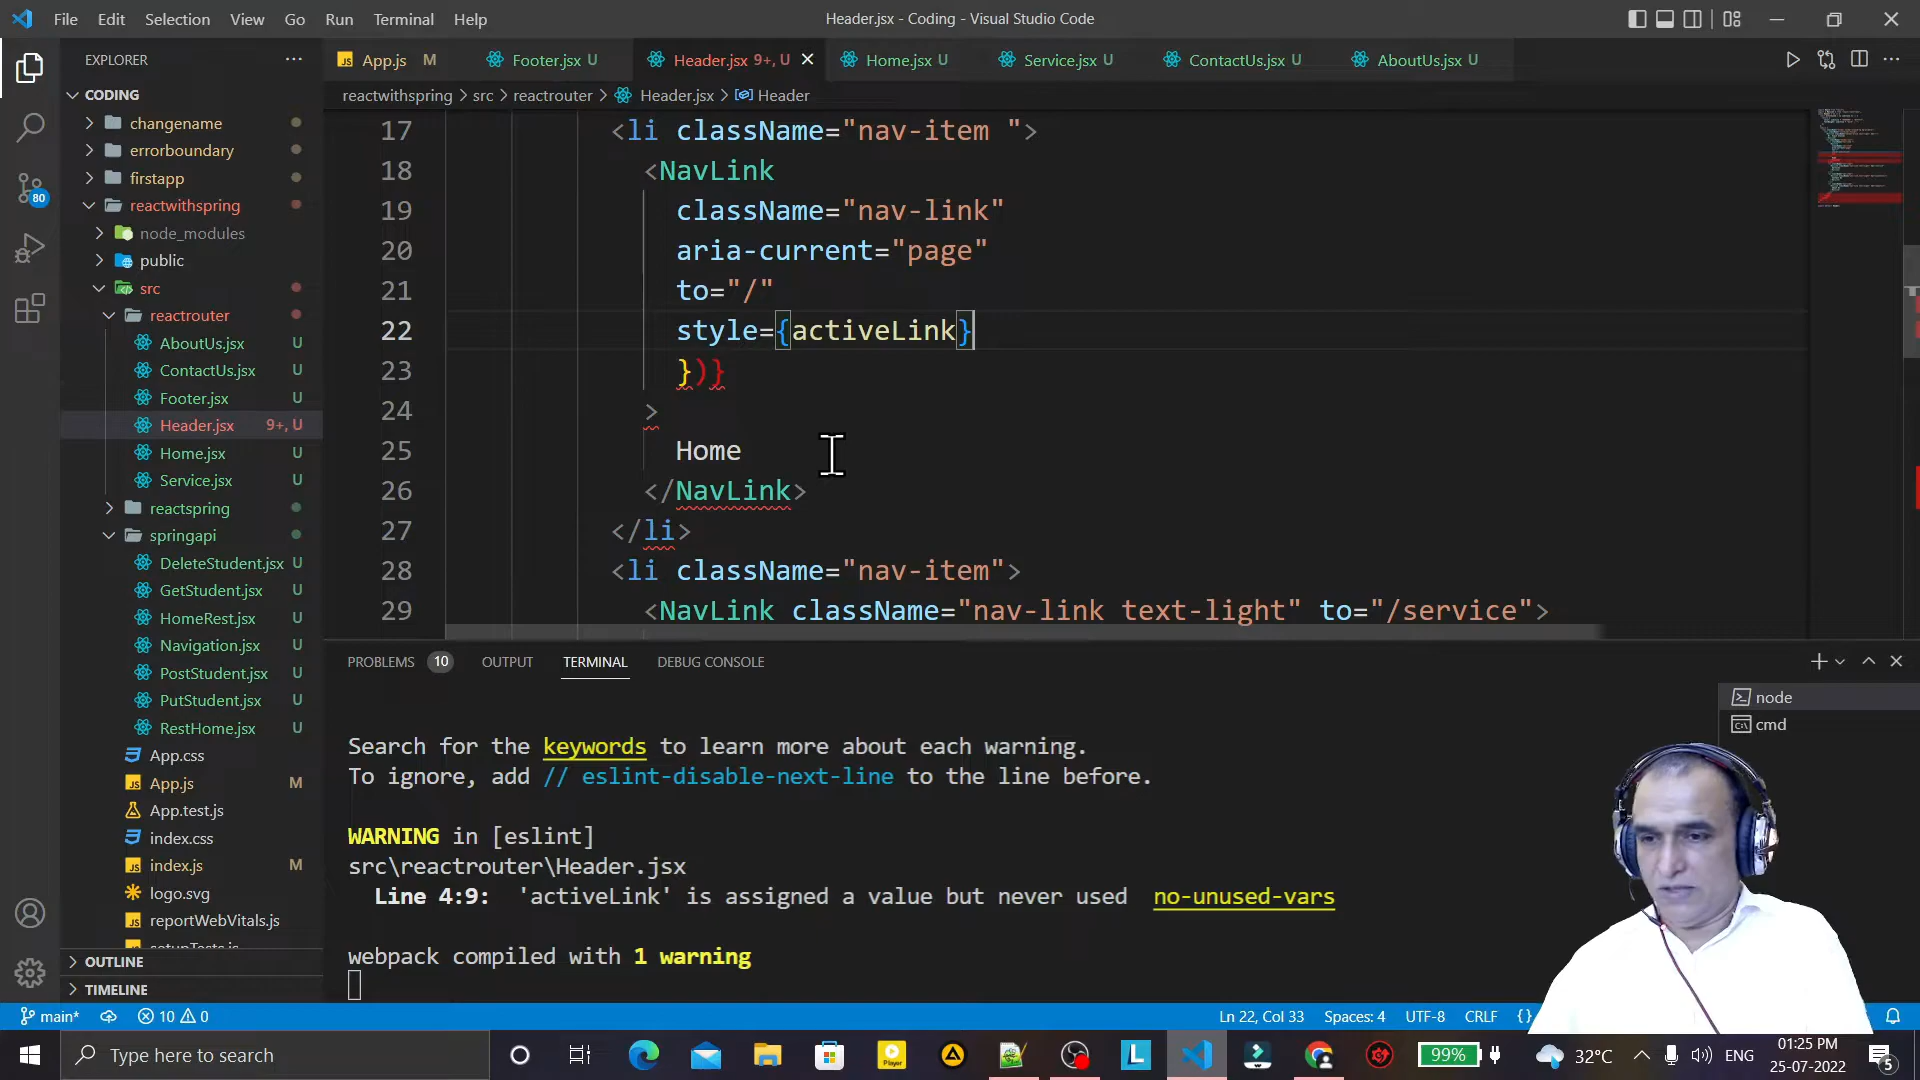 File Edit Selection View Go Run Terminal Help
Header.jsx - Coding - Visual Studio Code
EXPLORER
App.js M
Footer.jsx U
Header.jsx 9+, U
Home.jsx U
Service.jsx U
ContactUs.jsx U
AboutUs.jsx U
reactwithspring > src > reactrouter > Header.jsx > Header
CODING
changename
errorboundary
firstapp
reactwithspring
node_modules
public
src
reactrouter
AboutUs.jsx U
ContactUs.jsx U
Footer.jsx U
Header.jsx 9+, U
Home.jsx U
Service.jsx U
reactspring
springapi
DeleteStudent.jsx U
GetStudent.jsx U
HomeRest.jsx U
Navigation.jsx U
PostStudent.jsx U
PutStudent.jsx U
RestHome.jsx U
App.css
App.js M
App.test.js
index.css
index.js M
logo.svg
reportWebVitals.js
setupTests.js
OUTLINE
TIMELINE
80
17 <li className="nav-item ">
18 <NavLink
19 className="nav-link"
20 aria-current="page"
21 to="/"
22 style={activeLink}
23 })}
24 >
25 Home
26 </NavLink>
27 </li>
28 <li className="nav-item">
29 <NavLink className="nav-link text-light" to="/service">
PROBLEMS 10 OUTPUT TERMINAL DEBUG CONSOLE
node
cmd
Search for the keywords to learn more about each warning.
To ignore, add // eslint-disable-next-line to the line before.
WARNING in [eslint]
src\reactrouter\Header.jsx
Line 4:9: 'activeLink' is assigned a value but never used no-unused-vars
webpack compiled with 1 warning
main* 10 0
Ln 22, Col 33 Spaces: 4 UTF-8 CRLF {}
Type here to search
Player
L
99%
32°C
ENG
01:25 PM
25-07-2022
5